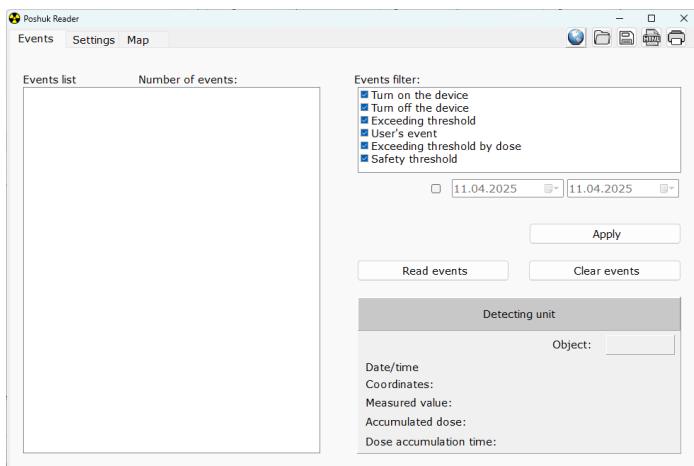 Poshuk Reader
Events Settings Map
Events list Number of events:
Events filter:
Turn on the device
Turn off the device
Exceeding threshold
User's event
Exceeding threshold by dose
Safety threshold
11.04.2025 11.04.2025
Apply
Read events Clear events
Detecting unit
Object:
Date/time
Coordinates:
Measured value:
Accumulated dose:
Dose accumulation time: